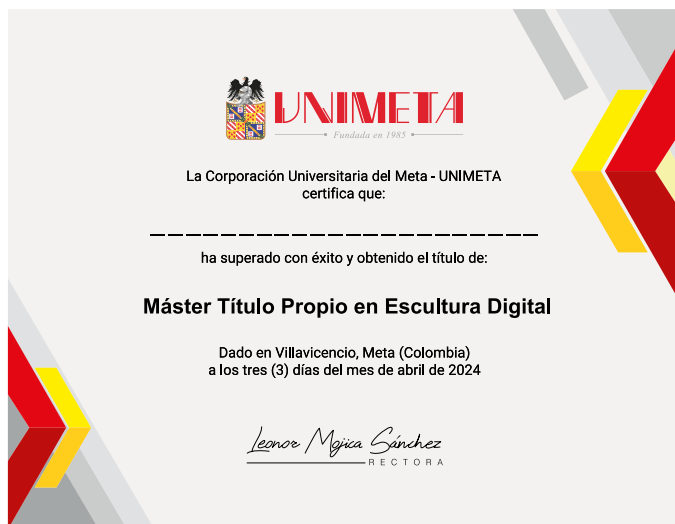 UNIMETA
Fundada en 1985
La Corporación Universitaria del Meta - UNIMETA
certifica que:
ha superado con éxito y obtenido el título de:
Máster Título Propio en Escultura Digital
Dado en Villavicencio, Meta (Colombia)
a los tres (3) días del mes de abril de 2024
Leonor Mojica Sánchez
RECTORA